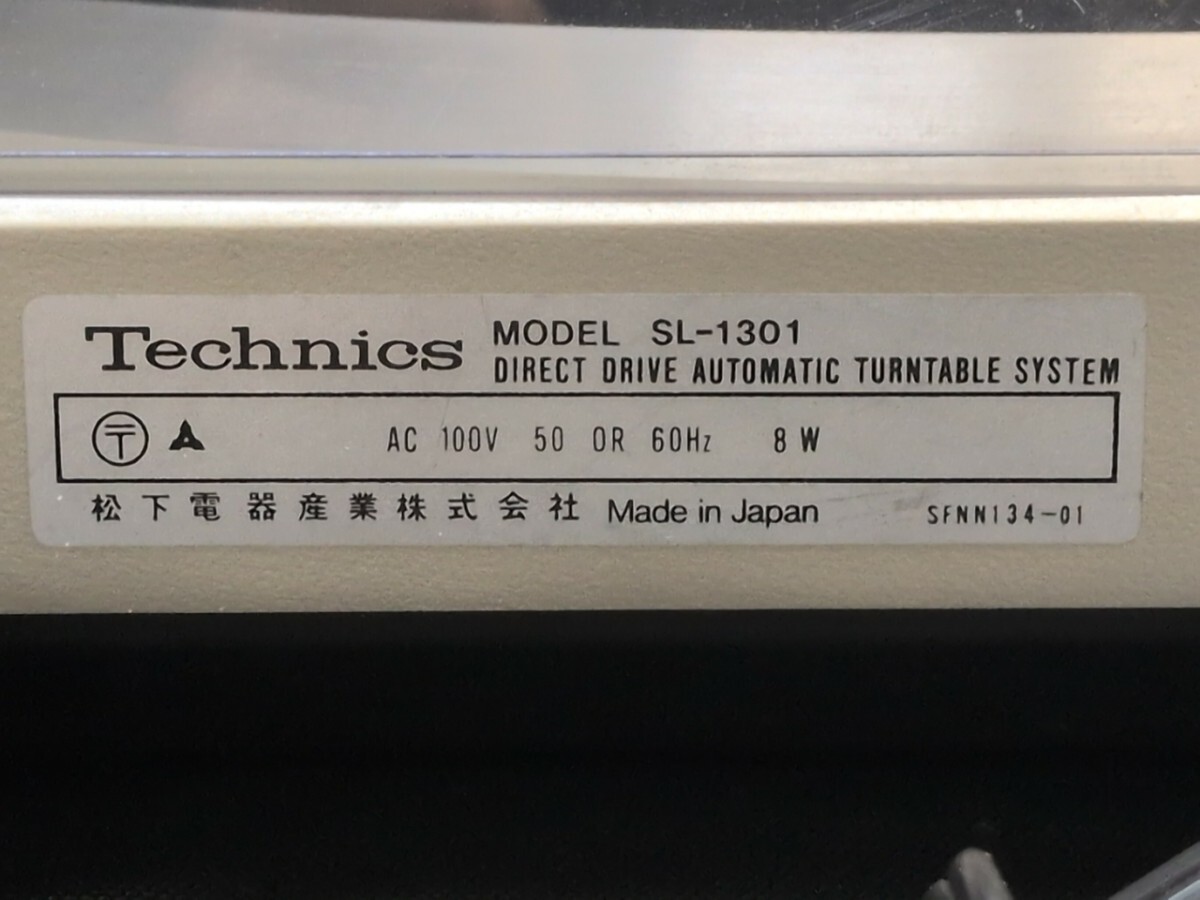 Technics
MODEL SL-1301
DIRECT DRIVE AUTOMATIC TURNTABLE SYSTEM
〒 AC 100V 50 OR 60Hz 8 W
松下電器産業株式会社 Made in Japan SFNN134-01